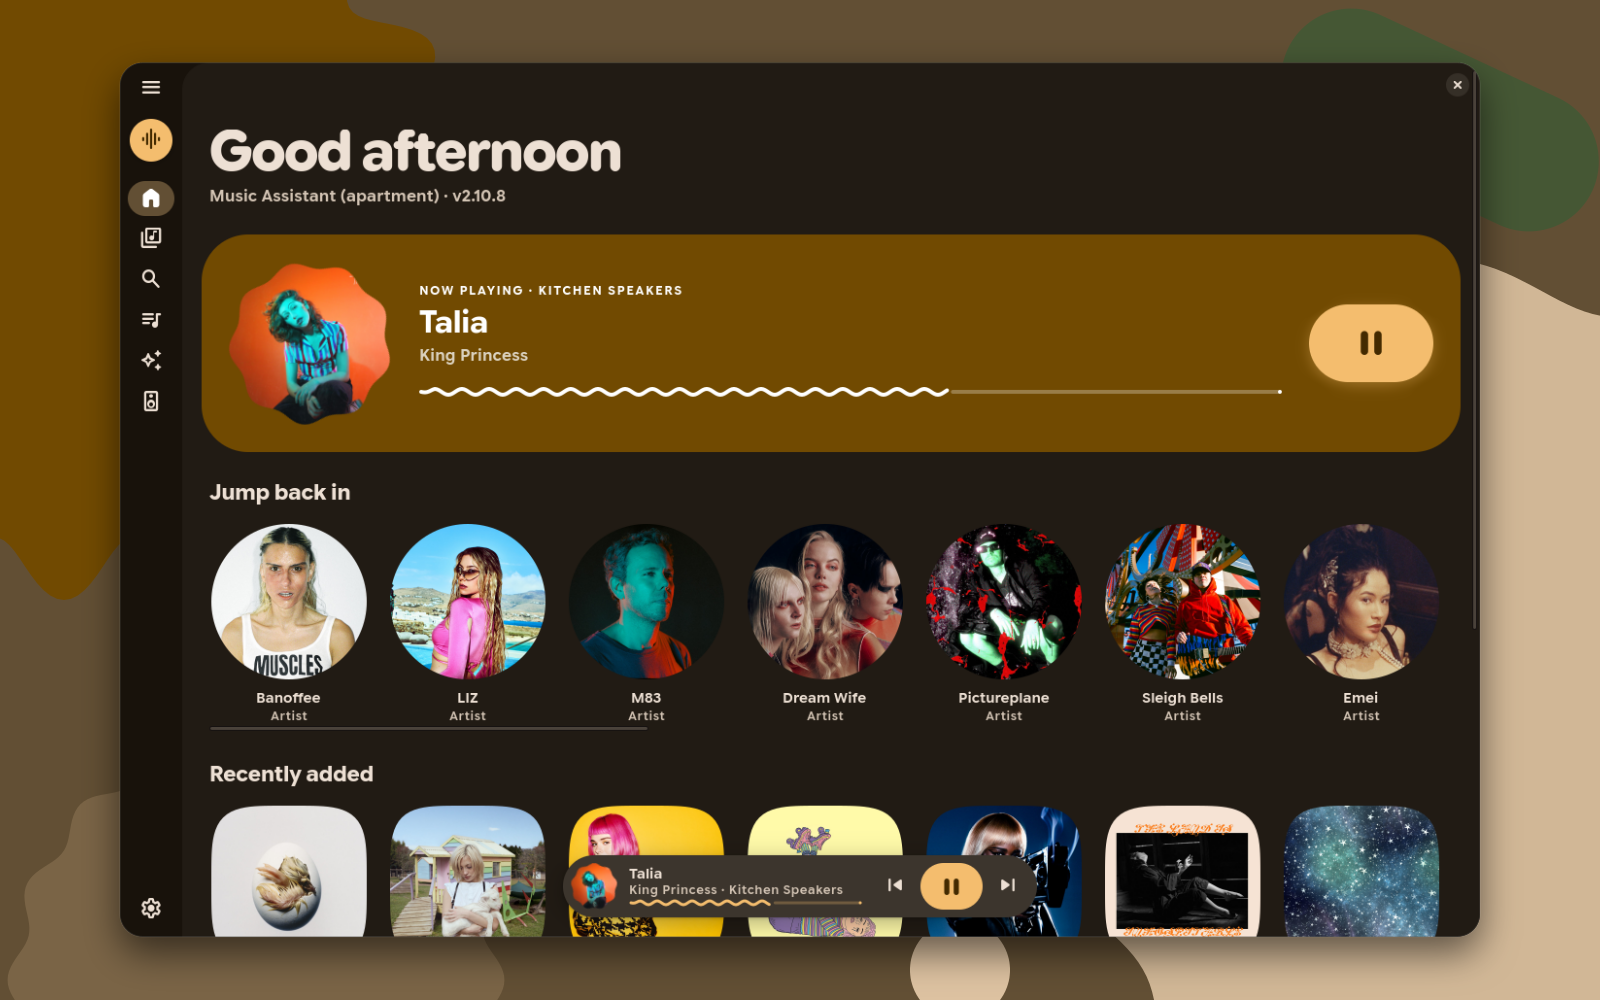 Good afternoon
Music Assistant (apartment) · v2.10.8
NOW PLAYING · KITCHEN SPEAKERS
Talia
King Princess
Jump back in
MUSCLES
Banoffee
Artist
LIZ
Artist
M83
Artist
Dream Wife
Artist
Pictureplane
Artist
Sleigh Bells
Artist
Emei
Artist
Recently added
Talia
King Princess · Kitchen Speakers